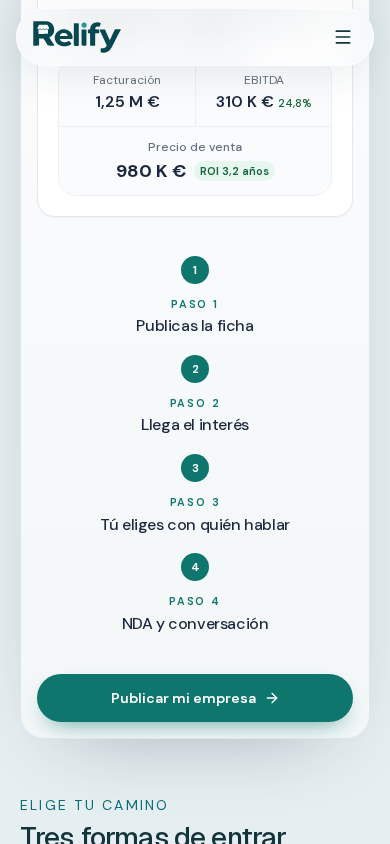 Relify
Facturación
EBITDA
1,25 M €
310 K € 24,8%
Precio de venta
980 K € ROI 3,2 años
1
PASO 1
Publicas la ficha
2
PASO 2
Llega el interés
3
PASO 3
Tú eliges con quién hablar
4
PASO 4
NDA y conversación
Publicar mi empresa →
ELIGE TU CAMINO
Tres formas de entrar